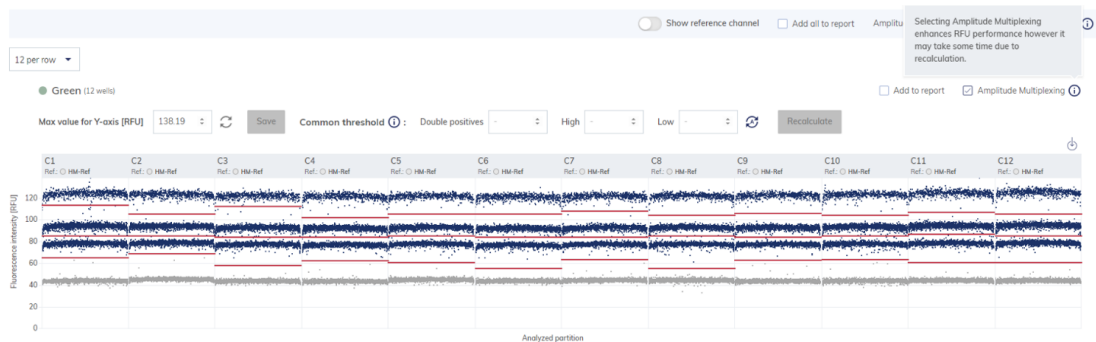 Show reference channel Add all to report Amplitu
Selecting Amplitude Multiplexing
enhances RFU performance however it
may take some time due to
recalculation.
12 per row
Green (12 wells)
Add to report Amplitude Multiplexing
Max value for Y-axis [RFU] 138.19 Save Common threshold : Double positives - High - Low - Recalculate
C1 C2 C3 C4 C5 C6 C7 C8 C9 C10 C11 C12
Ref.: HM-Ref Ref.: HM-Ref Ref.: HM-Ref Ref.: HM-Ref Ref.: HM-Ref Ref.: HM-Ref Ref.: HM-Ref Ref.: HM-Ref Ref.: HM-Ref Ref.: HM-Ref Ref.: HM-Ref Ref.: HM-Ref
Fluorescence intensity [RFU]
120
100
80
60
40
20
0
Analyzed partition